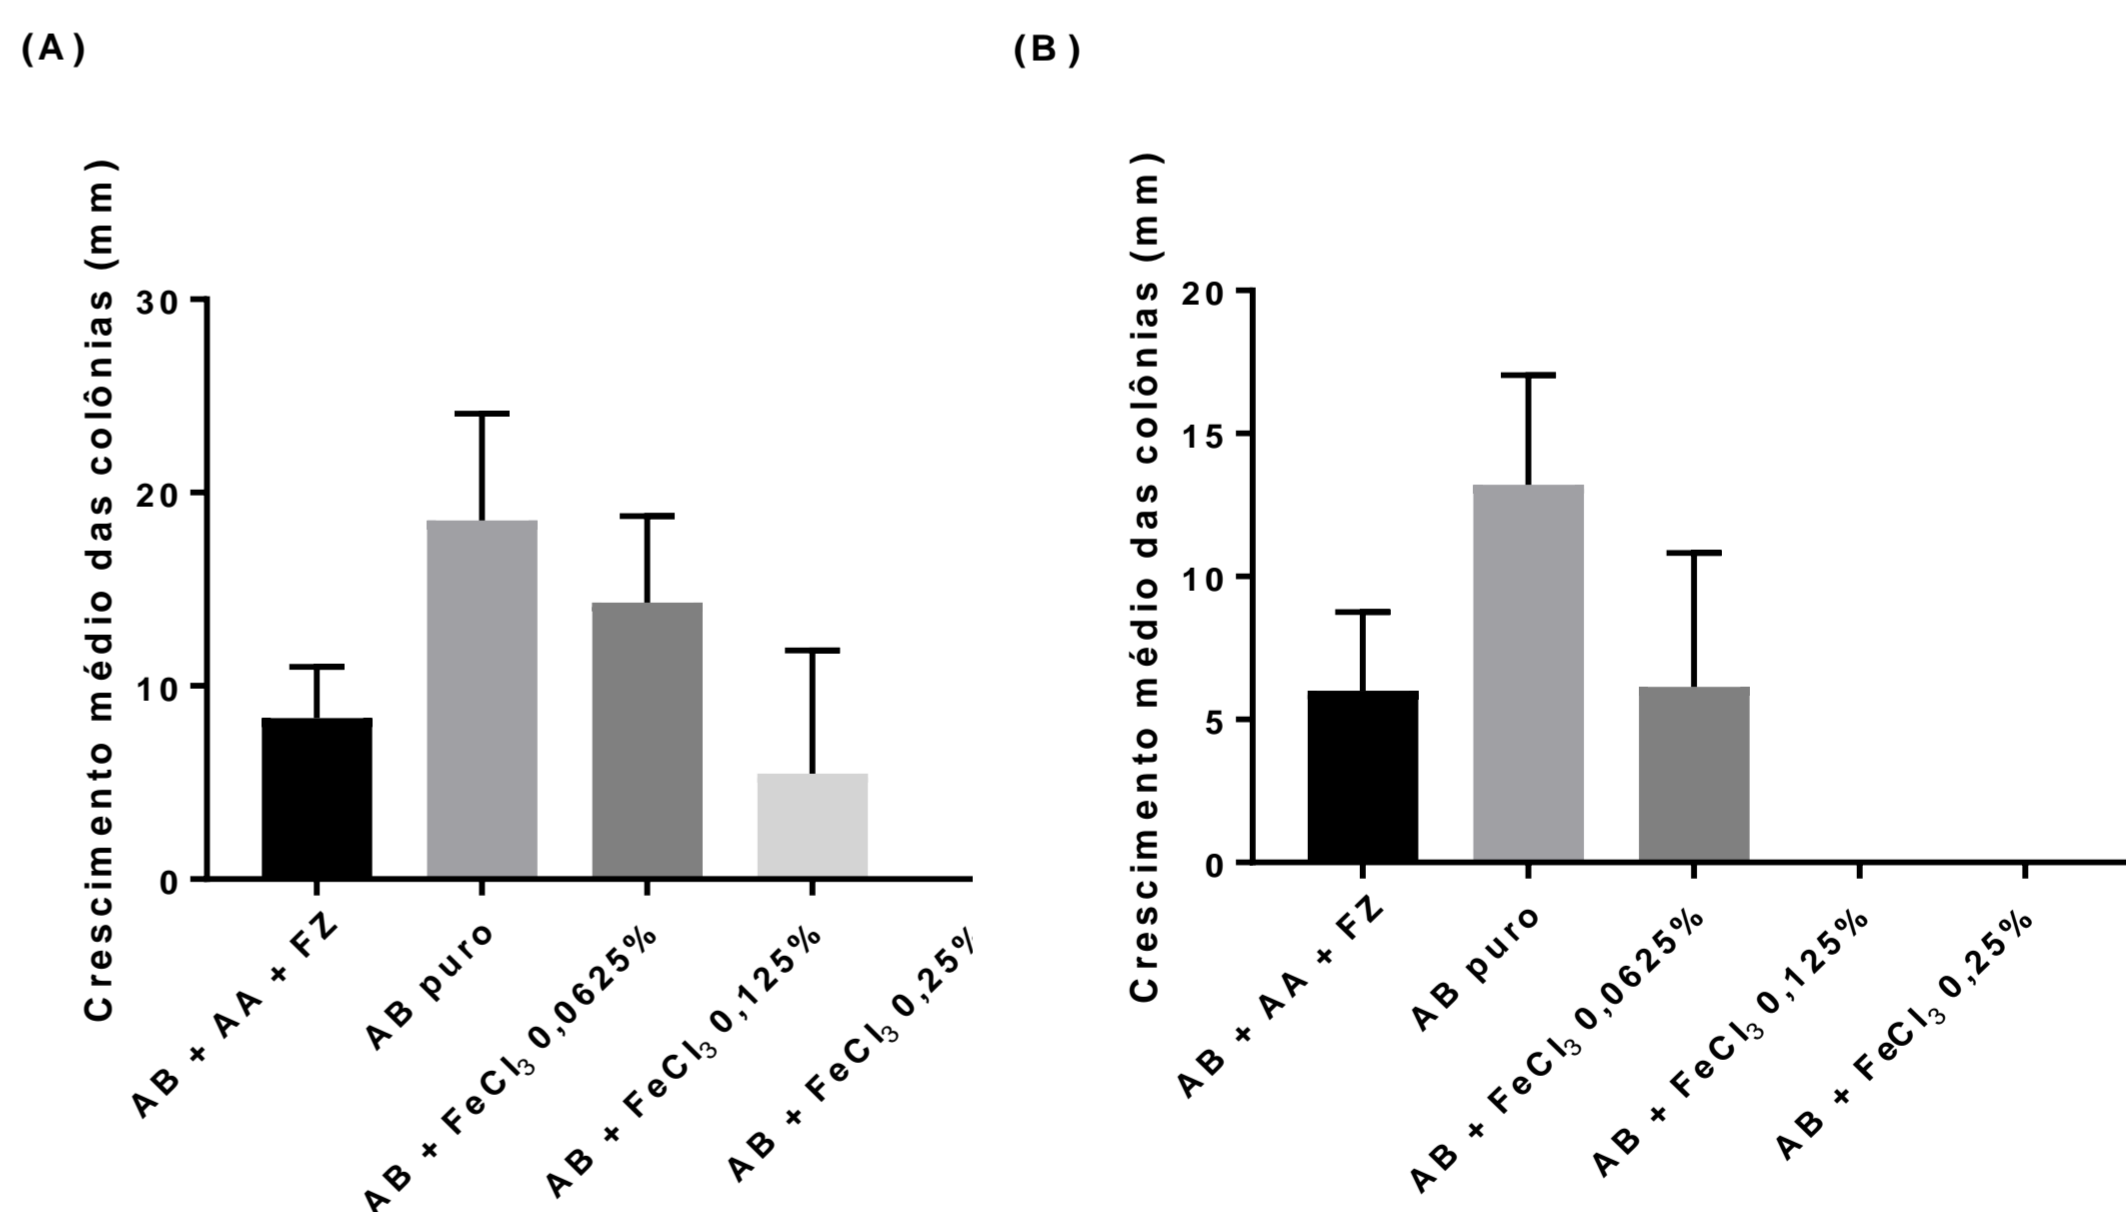 (A)
Crescimento médio das colônias (mm)
30
20
10
0
AB + AA + FZ
AB puro
AB + FeCl₃ 0,0625%
AB + FeCl₃ 0,125%
AB + FeCl₃ 0,25%
(B)
Crescimento médio das colônias (mm)
20
15
10
5
0
AB + AA + FZ
AB puro
AB + FeCl₃ 0,0625%
AB + FeCl₃ 0,125%
AB + FeCl₃ 0,25%